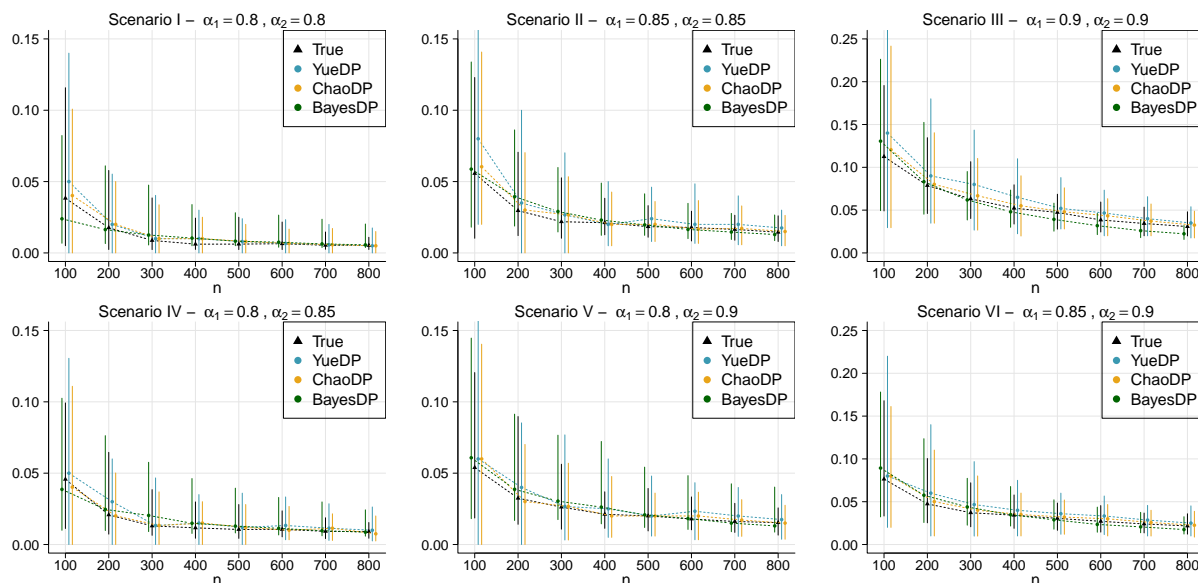 Scenario I − α1 = 0.8 , α2 = 0.8
0.15
0.10
0.05
0.00
True
YueDP
ChaoDP
BayesDP
100 200 300 400 500 600 700 800
n
Scenario II − α1 = 0.85 , α2 = 0.85
0.15
0.10
0.05
0.00
True
YueDP
ChaoDP
BayesDP
100 200 300 400 500 600 700 800
n
Scenario III − α1 = 0.9 , α2 = 0.9
0.25
0.20
0.15
0.10
0.05
0.00
True
YueDP
ChaoDP
BayesDP
100 200 300 400 500 600 700 800
n
Scenario IV − α1 = 0.8 , α2 = 0.85
0.15
0.10
0.05
0.00
True
YueDP
ChaoDP
BayesDP
100 200 300 400 500 600 700 800
n
Scenario V − α1 = 0.8 , α2 = 0.9
0.15
0.10
0.05
0.00
True
YueDP
ChaoDP
BayesDP
100 200 300 400 500 600 700 800
n
Scenario VI − α1 = 0.85 , α2 = 0.9
0.25
0.20
0.15
0.10
0.05
0.00
True
YueDP
ChaoDP
BayesDP
100 200 300 400 500 600 700 800
n